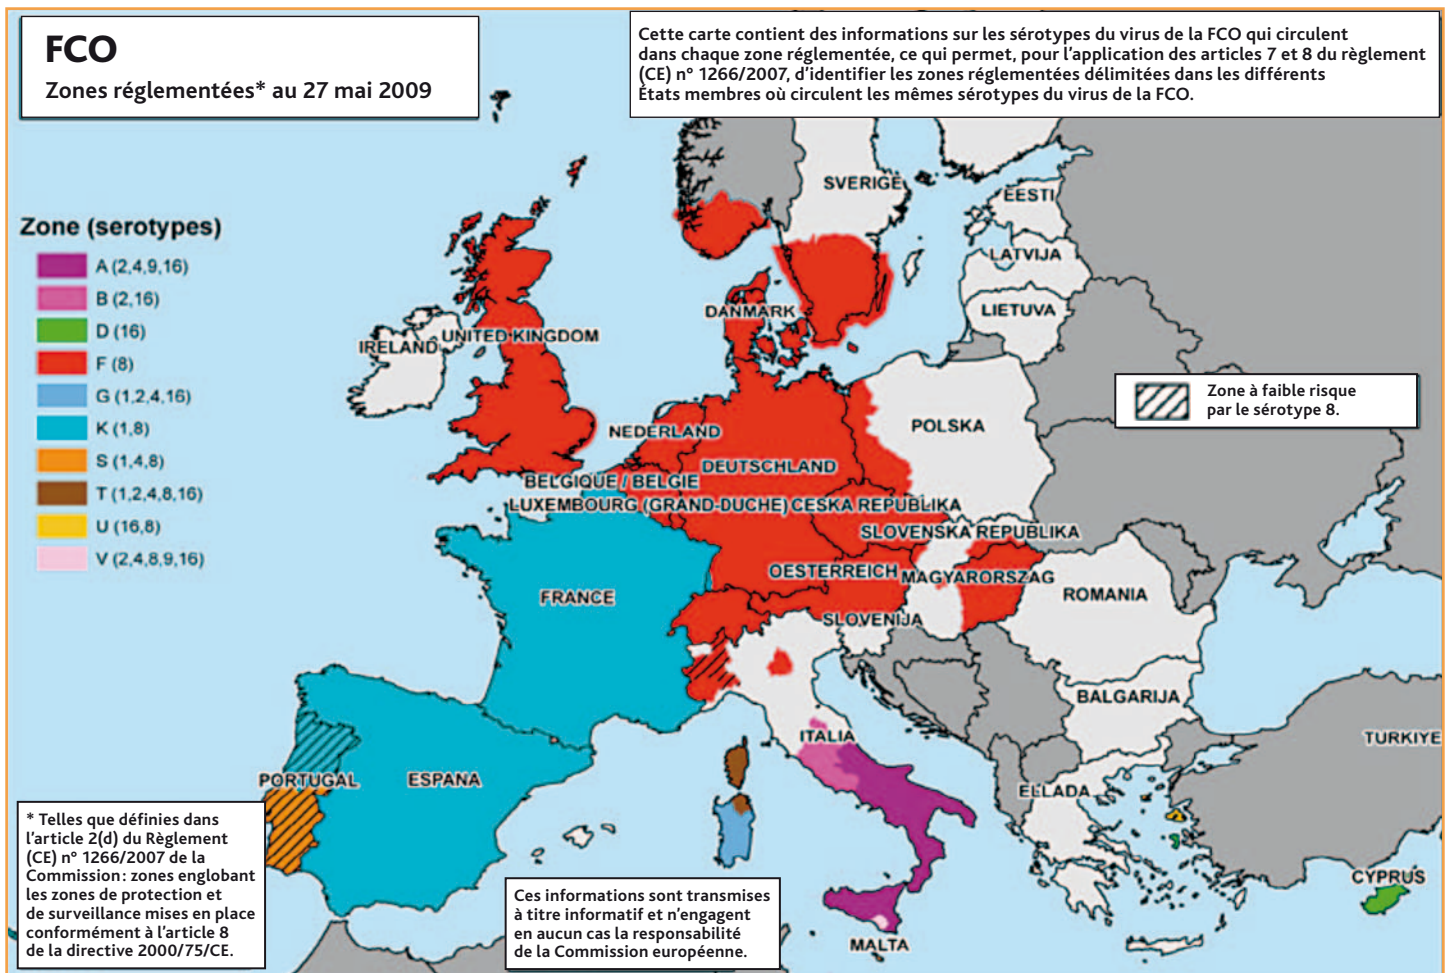 FCO
Zones réglementées* au 27 mai 2009
Cette carte contient des informations sur les sérotypes du virus de la FCO qui circulent
dans chaque zone réglementée, ce qui permet, pour l'application des articles 7 et 8 du règlement
(CE) n° 1266/2007, d'identifier les zones réglementées délimitées dans les différents
États membres où circulent les mêmes sérotypes du virus de la FCO.
Zone (serotypes)
A (2,4,9,16)
B (2,16)
D (16)
F (8)
G (1,2,4,16)
K (1,8)
S (1,4,8)
T (1,2,4,8,16)
U (16,8)
V (2,4,8,9,16)
SVERIGE
EESTI
LATVIJA
LIETUVA
DANMARK
IRELAND
UNITED KINGDOM
Zone à faible risque
par le sérotype 8.
POLSKA
NEDERLAND
DEUTSCHLAND
BELGIQUE / BELGIE
LUXEMBOURG (GRAND-DUCHE)
CESKA REPUBLIKA
SLOVENSKA REPUBLIKA
OESTERREICH
MAGYARORSZAG
FRANCE
ROMANIA
SLOVENIJA
BALGARIJA
ITALIA
TURKIYE
PORTUGAL
ESPANA
ELLADA
CYPRUS
MALTA
* Telles que définies dans
l'article 2(d) du Règlement
(CE) n° 1266/2007 de la
Commission: zones englobant
les zones de protection et
de surveillance mises en place
conformément à l'article 8
de la directive 2000/75/CE.
Ces informations sont transmises
à titre informatif et n'engagent
en aucun cas la responsabilité
de la Commission européenne.